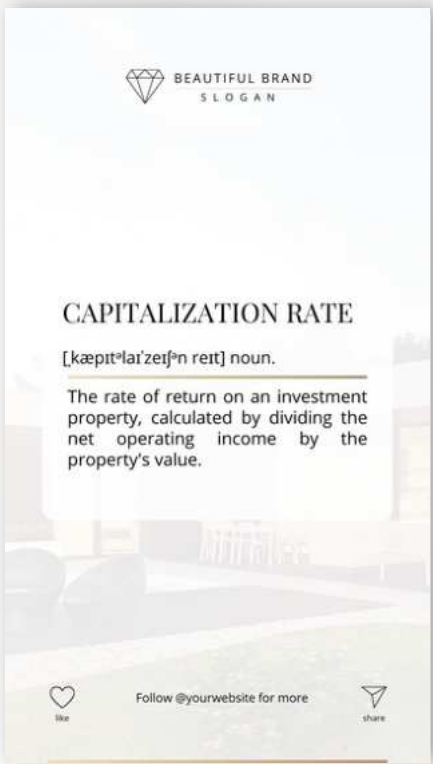 BEAUTIFUL BRAND
SLOGAN
CAPITALIZATION RATE
[ˌkæpɪtᵊlaɪˈzeɪʃᵊn reɪt] noun.
The rate of return on an investment
property, calculated by dividing the
net operating income by the
property's value.
Follow @yourwebsite for more
like
share